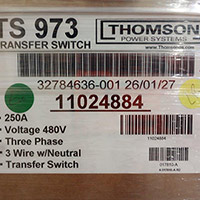 TS 973
TRANSFER SWITCH
THOMSON
POWER SYSTEMS
32784636-001 26/01/27
11024884
• 250A
• Voltage 480V
• Three Phase
• 3 Wire w/Neutral
• Transfer Switch
11024884